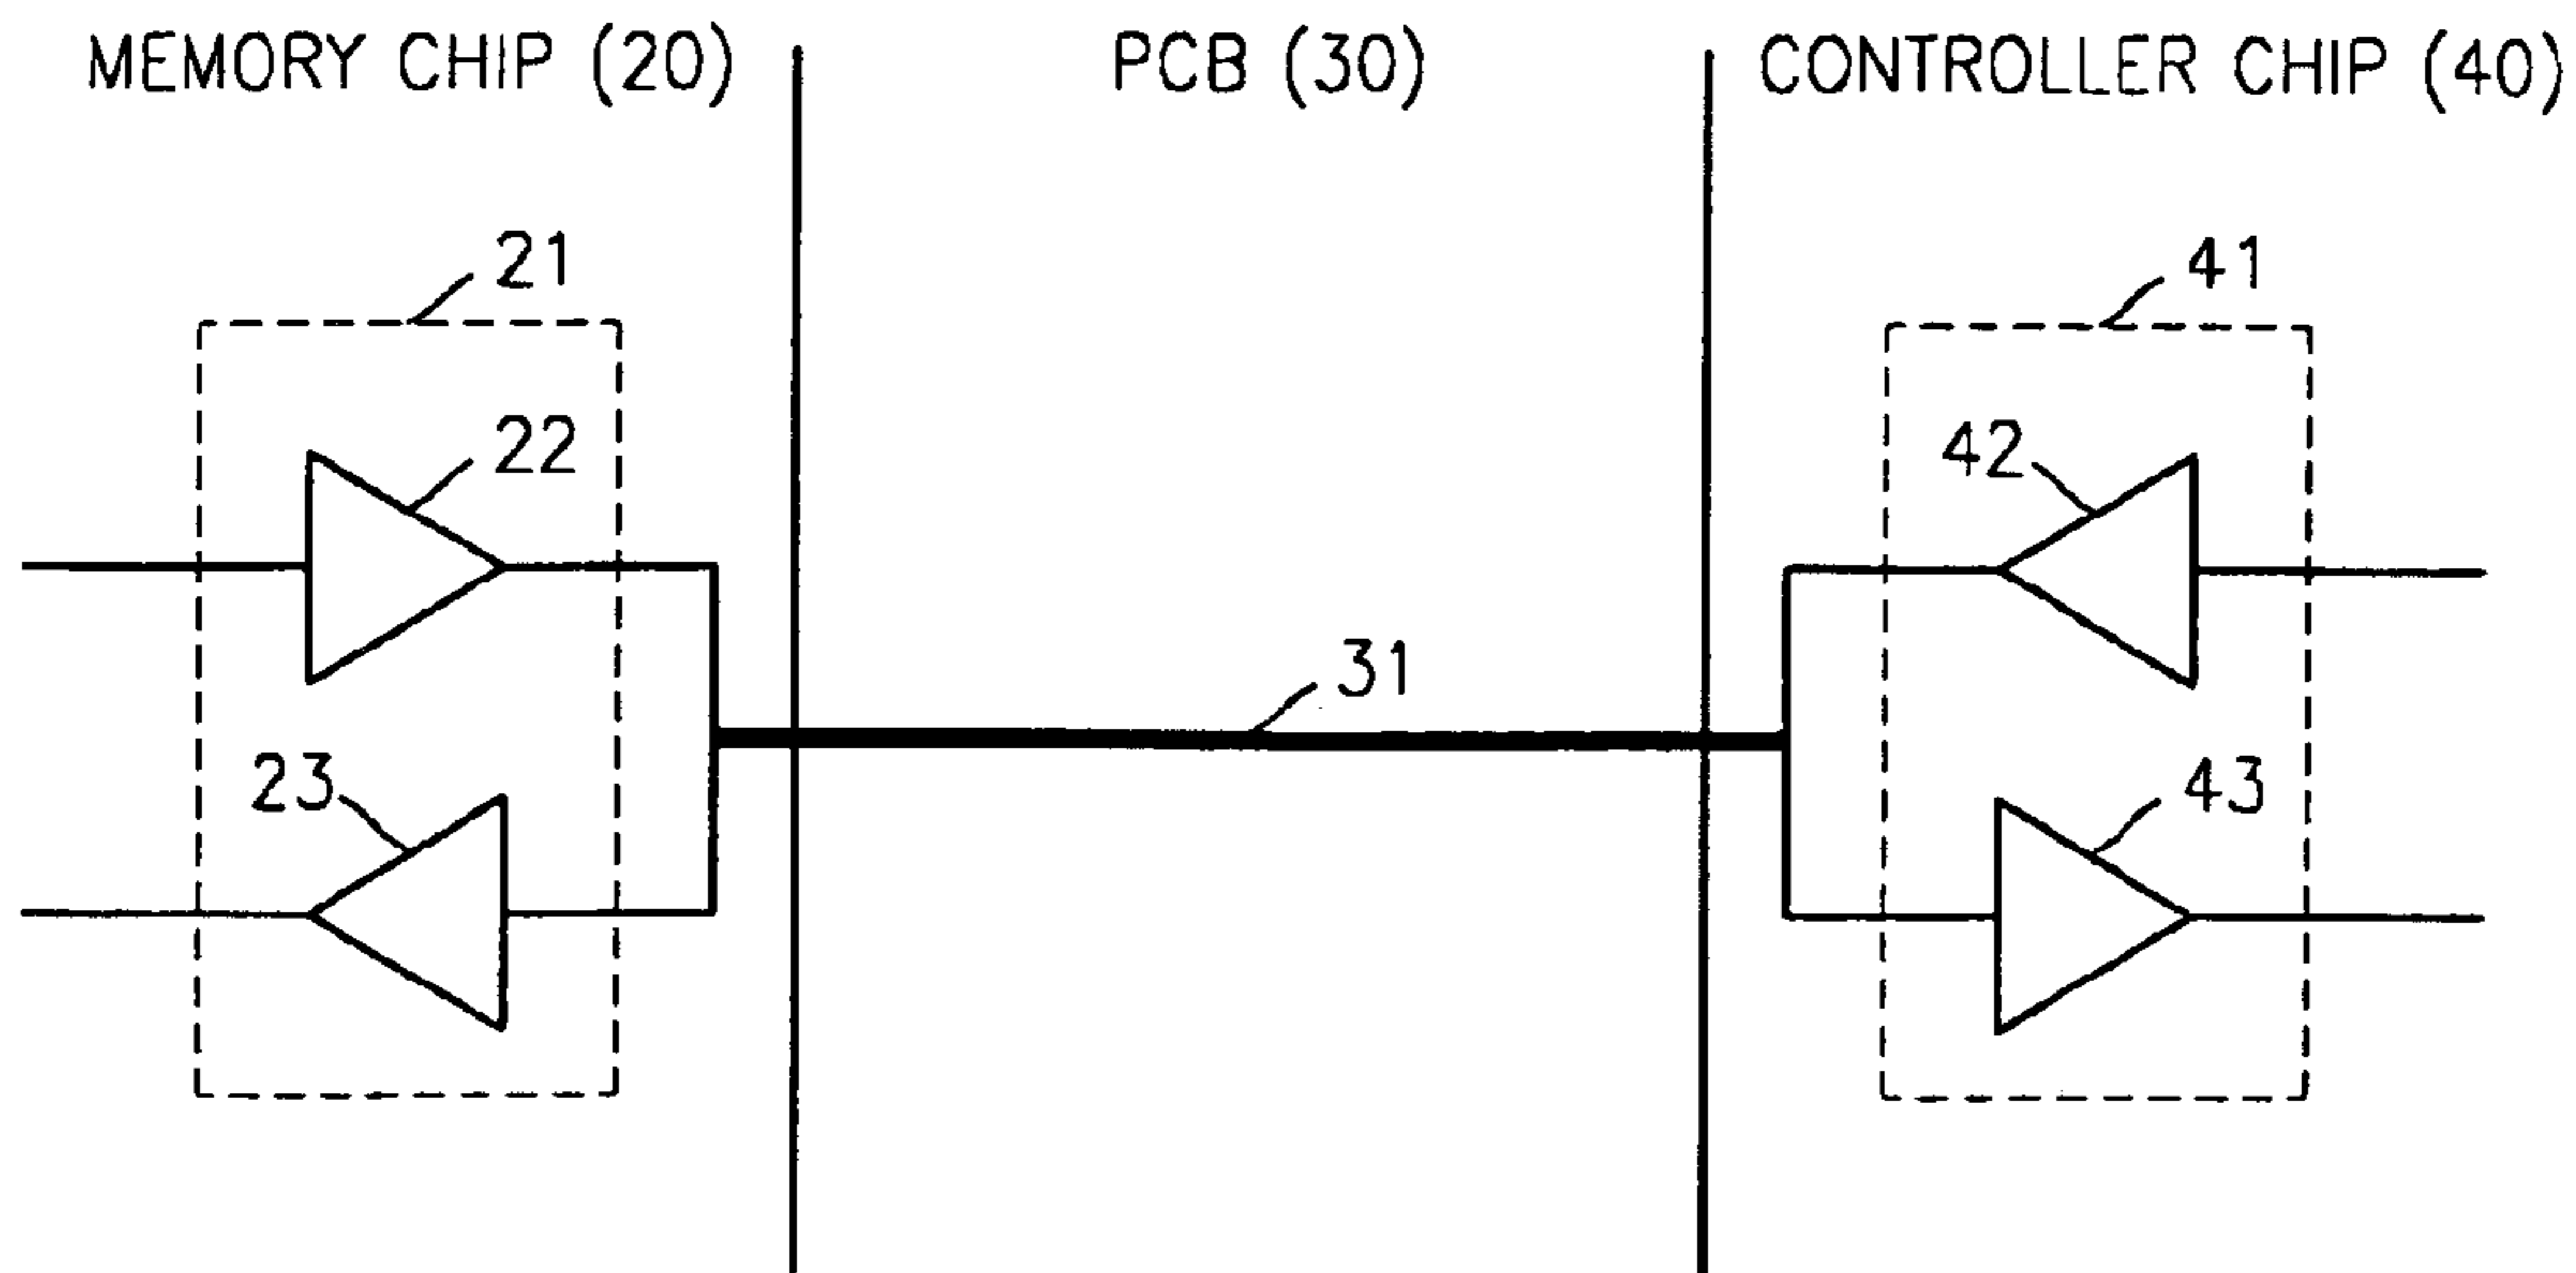 MEMORY CHIP (20)
PCB (30)
CONTROLLER CHIP (40)
21
41
22
42
31
23
43